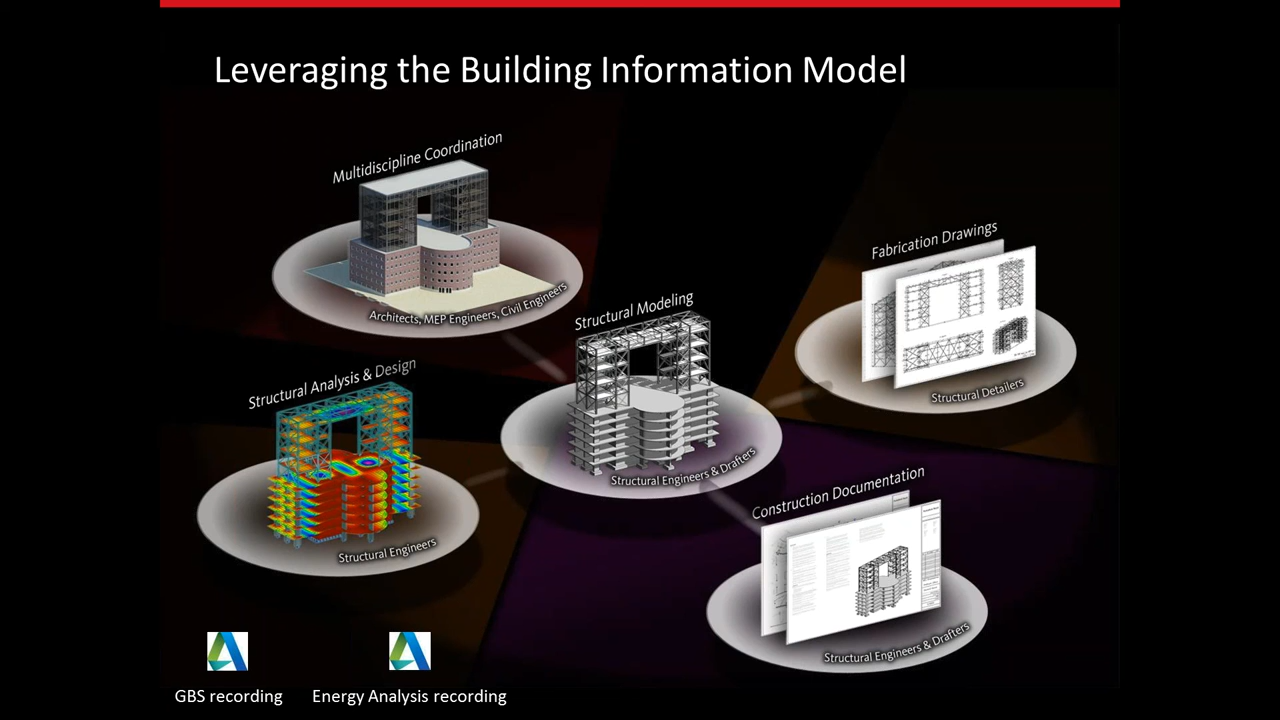 Leveraging the Building Information Model
Multidiscipline Coordination
Architects, MEP Engineers, Civil Engineers
Fabrication Drawings
Structural Detailers
Structural Modeling
Structural Engineers & Drafters
Structural Analysis & Design
Structural Engineers
Construction Documentation
Structural Engineers & Drafters
GBS recording
Energy Analysis recording